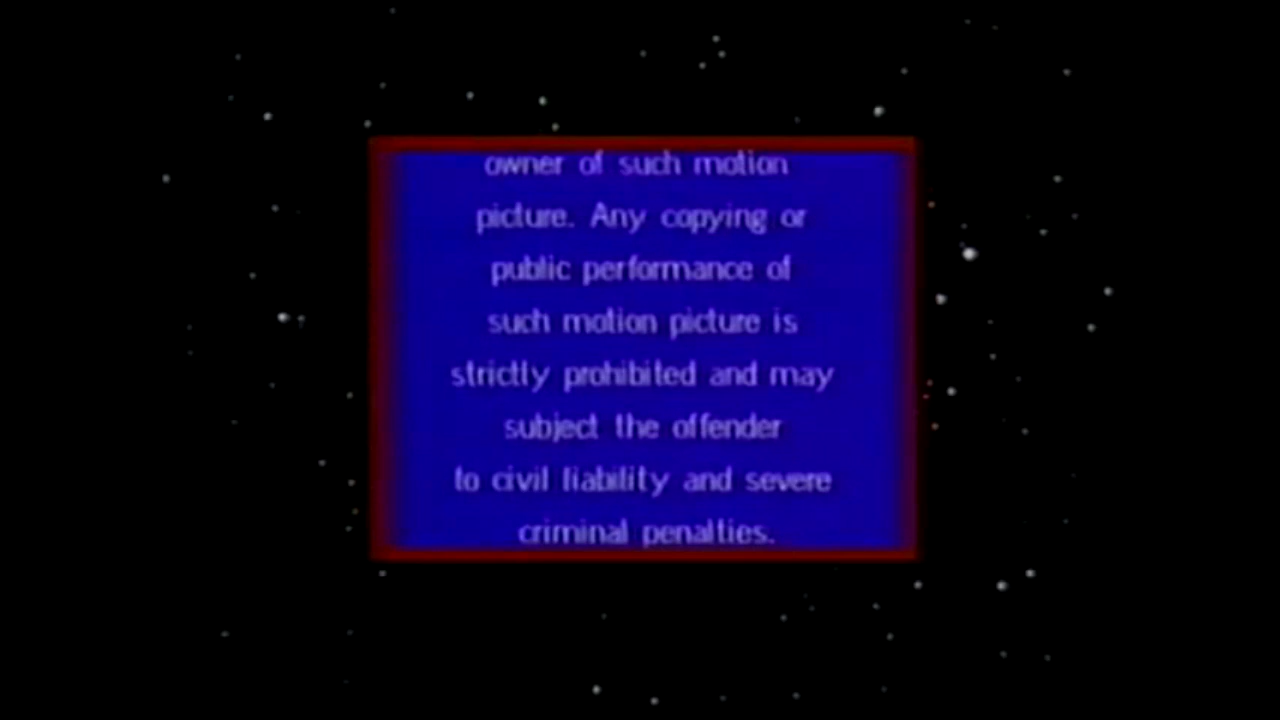 owner of such motion
picture. Any copying or
public performance of
such motion picture is
strictly prohibited and may
subject the offender
to civil liability and severe
criminal penalties.